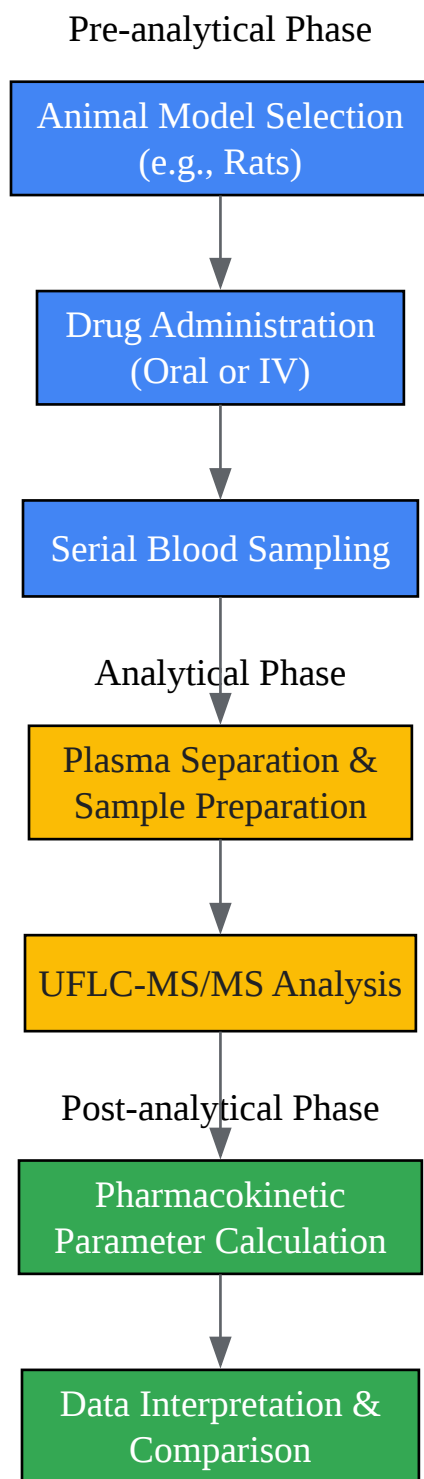 Pre-analytical Phase
Animal Model Selection
(e.g., Rats)
Drug Administration
(Oral or IV)
Serial Blood Sampling
Analytical Phase
Plasma Separation &
Sample Preparation
UFLC-MS/MS Analysis
Post-analytical Phase
Pharmacokinetic
Parameter Calculation
Data Interpretation &
Comparison